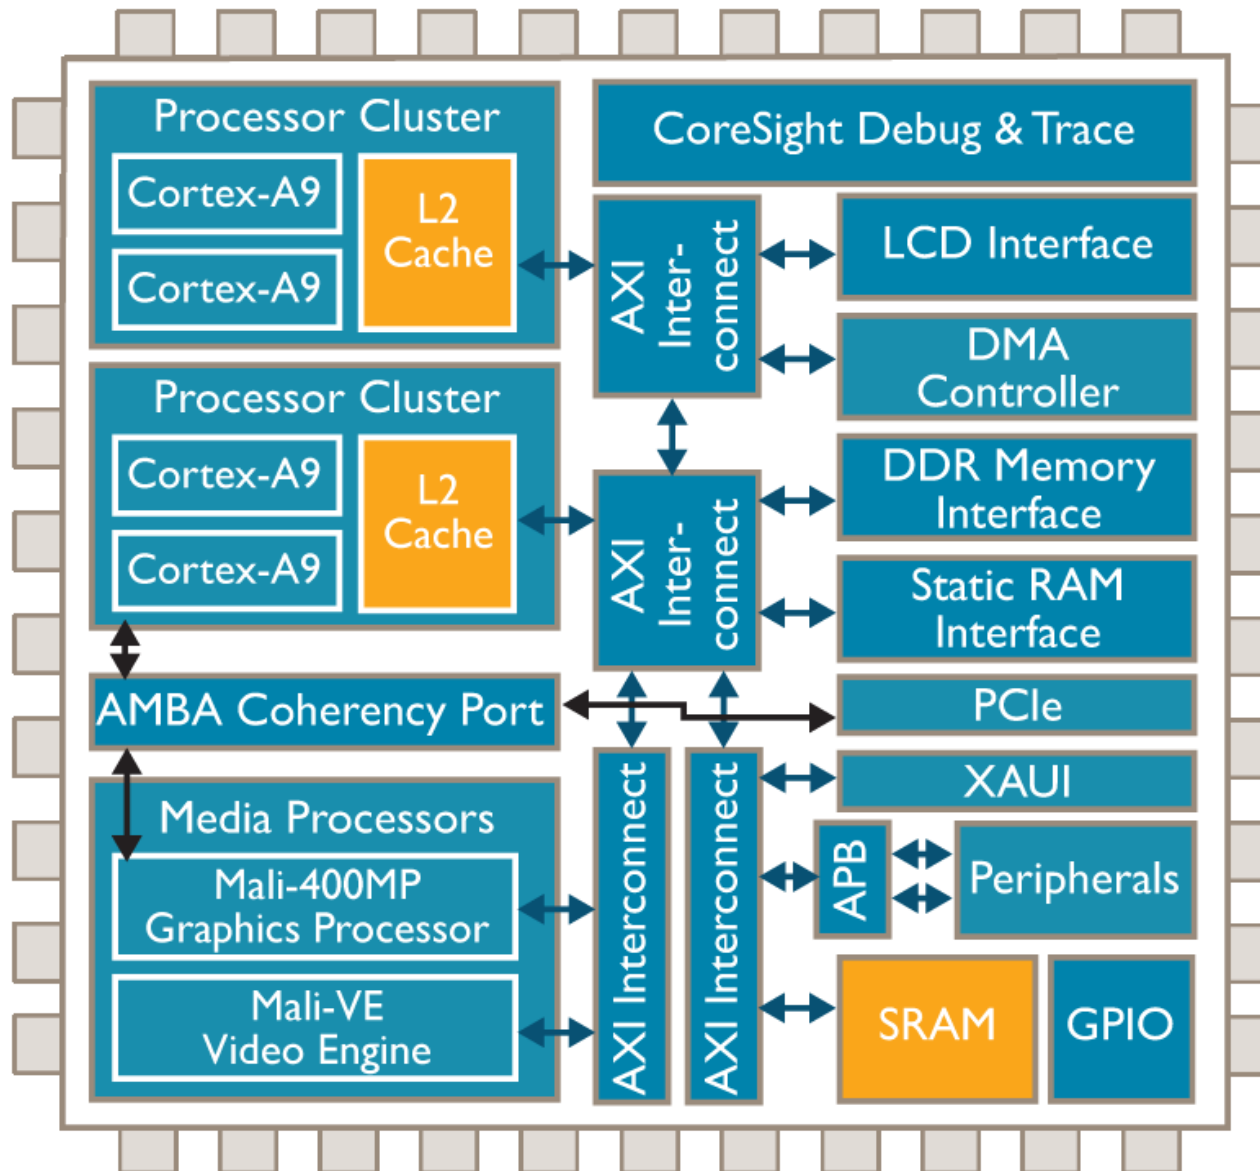 Processor Cluster
Cortex-A9
Cortex-A9
L2
Cache
Processor Cluster
Cortex-A9
Cortex-A9
L2
Cache
AMBA Coherency Port
Media Processors
Mali-400MP
Graphics Processor
Mali-VE
Video Engine
CoreSight Debug & Trace
AXI
Inter-
connect
AXI
Inter-
connect
AXI Interconnect
AXI Interconnect
LCD Interface
DMA
Controller
DDR Memory
Interface
Static RAM
Interface
PCIe
XAUI
APB
Peripherals
SRAM
GPIO